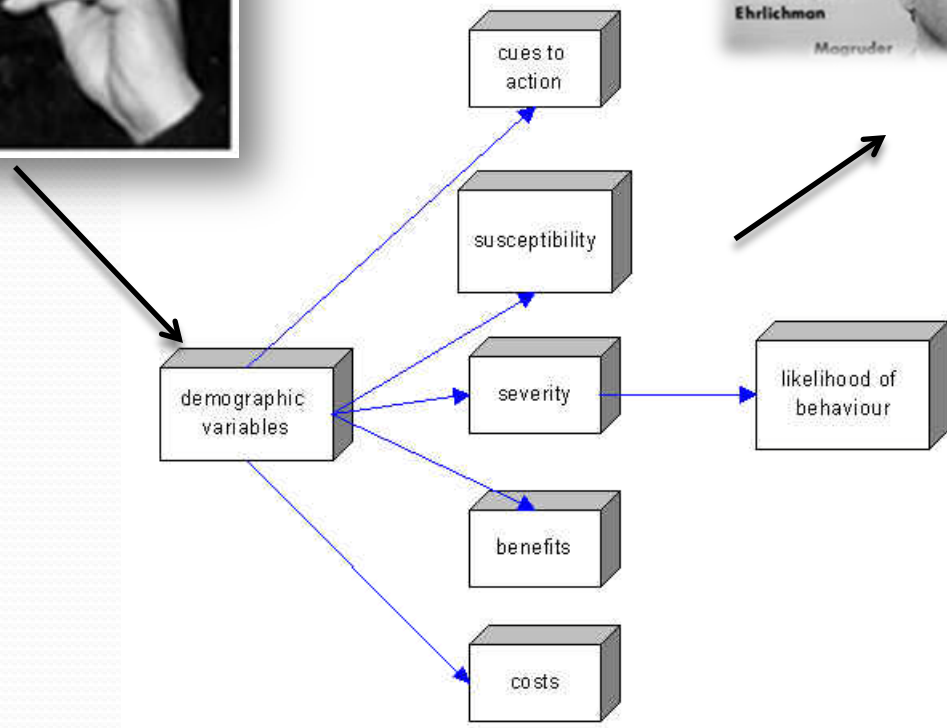 Ehrlichman
Magruder
cues to
action
susceptibility
demographic
variables
severity
likelihood of
behaviour
benefits
costs